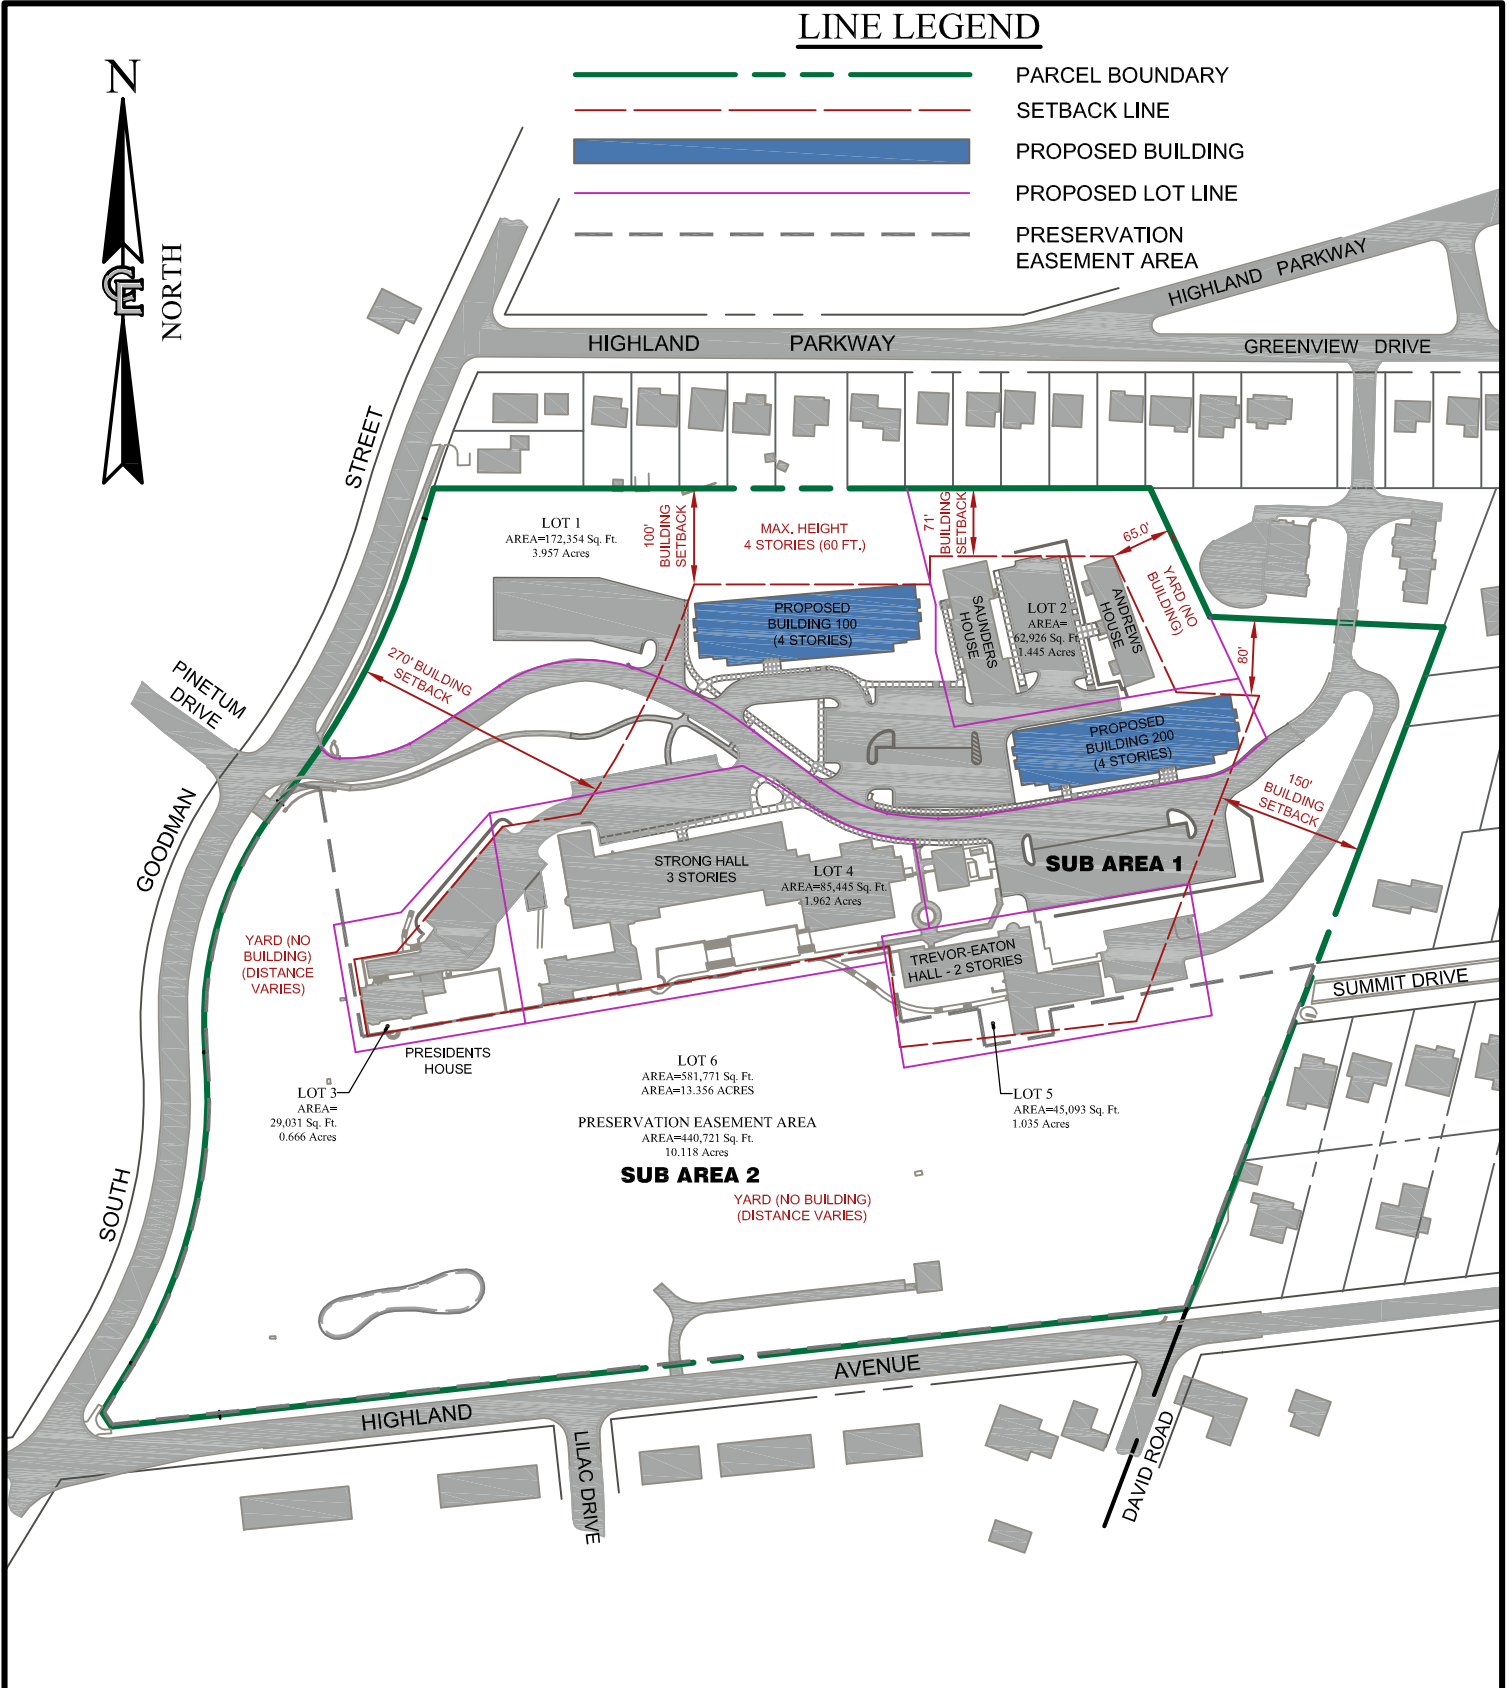 LINE LEGEND
PARCEL BOUNDARY
SETBACK LINE
PROPOSED BUILDING
PROPOSED LOT LINE
PRESERVATION
EASEMENT AREA
N
CE
NORTH
HIGHLAND PARKWAY
HIGHLAND PARKWAY
GREENVIEW DRIVE
STREET
LOT 1
AREA=172,354 Sq. Ft.
3.957 Acres
100'
BUILDING
SETBACK
MAX. HEIGHT
4 STORIES (60 FT.)
71'
BUILDING
SETBACK
65.0'
YARD (NO
BUILDING)
PROPOSED
BUILDING 100
(4 STORIES)
SAUNDERS
HOUSE
LOT 2
AREA=
62,926 Sq. Ft.
1.445 Acres
ANDREWS
HOUSE
80'
270' BUILDING
SETBACK
PINETUM
DRIVE
PROPOSED
BUILDING 200
(4 STORIES)
150'
BUILDING
SETBACK
GOODMAN
STRONG HALL
3 STORIES
LOT 4
AREA=85,445 Sq. Ft.
1.962 Acres
SUB AREA 1
YARD (NO
BUILDING)
(DISTANCE
VARIES)
TREVOR-EATON
HALL - 2 STORIES
SUMMIT DRIVE
PRESIDENTS
HOUSE
LOT 3
AREA=
29,031 Sq. Ft.
0.666 Acres
LOT 6
AREA=581,771 Sq. Ft.
AREA=13.356 ACRES
LOT 5
AREA=45,093 Sq. Ft.
1.035 Acres
PRESERVATION EASEMENT AREA
AREA=440,721 Sq. Ft.
10.118 Acres
SUB AREA 2
YARD (NO BUILDING)
(DISTANCE VARIES)
SOUTH
HIGHLAND AVENUE
LILAC DRIVE
DAVID ROAD